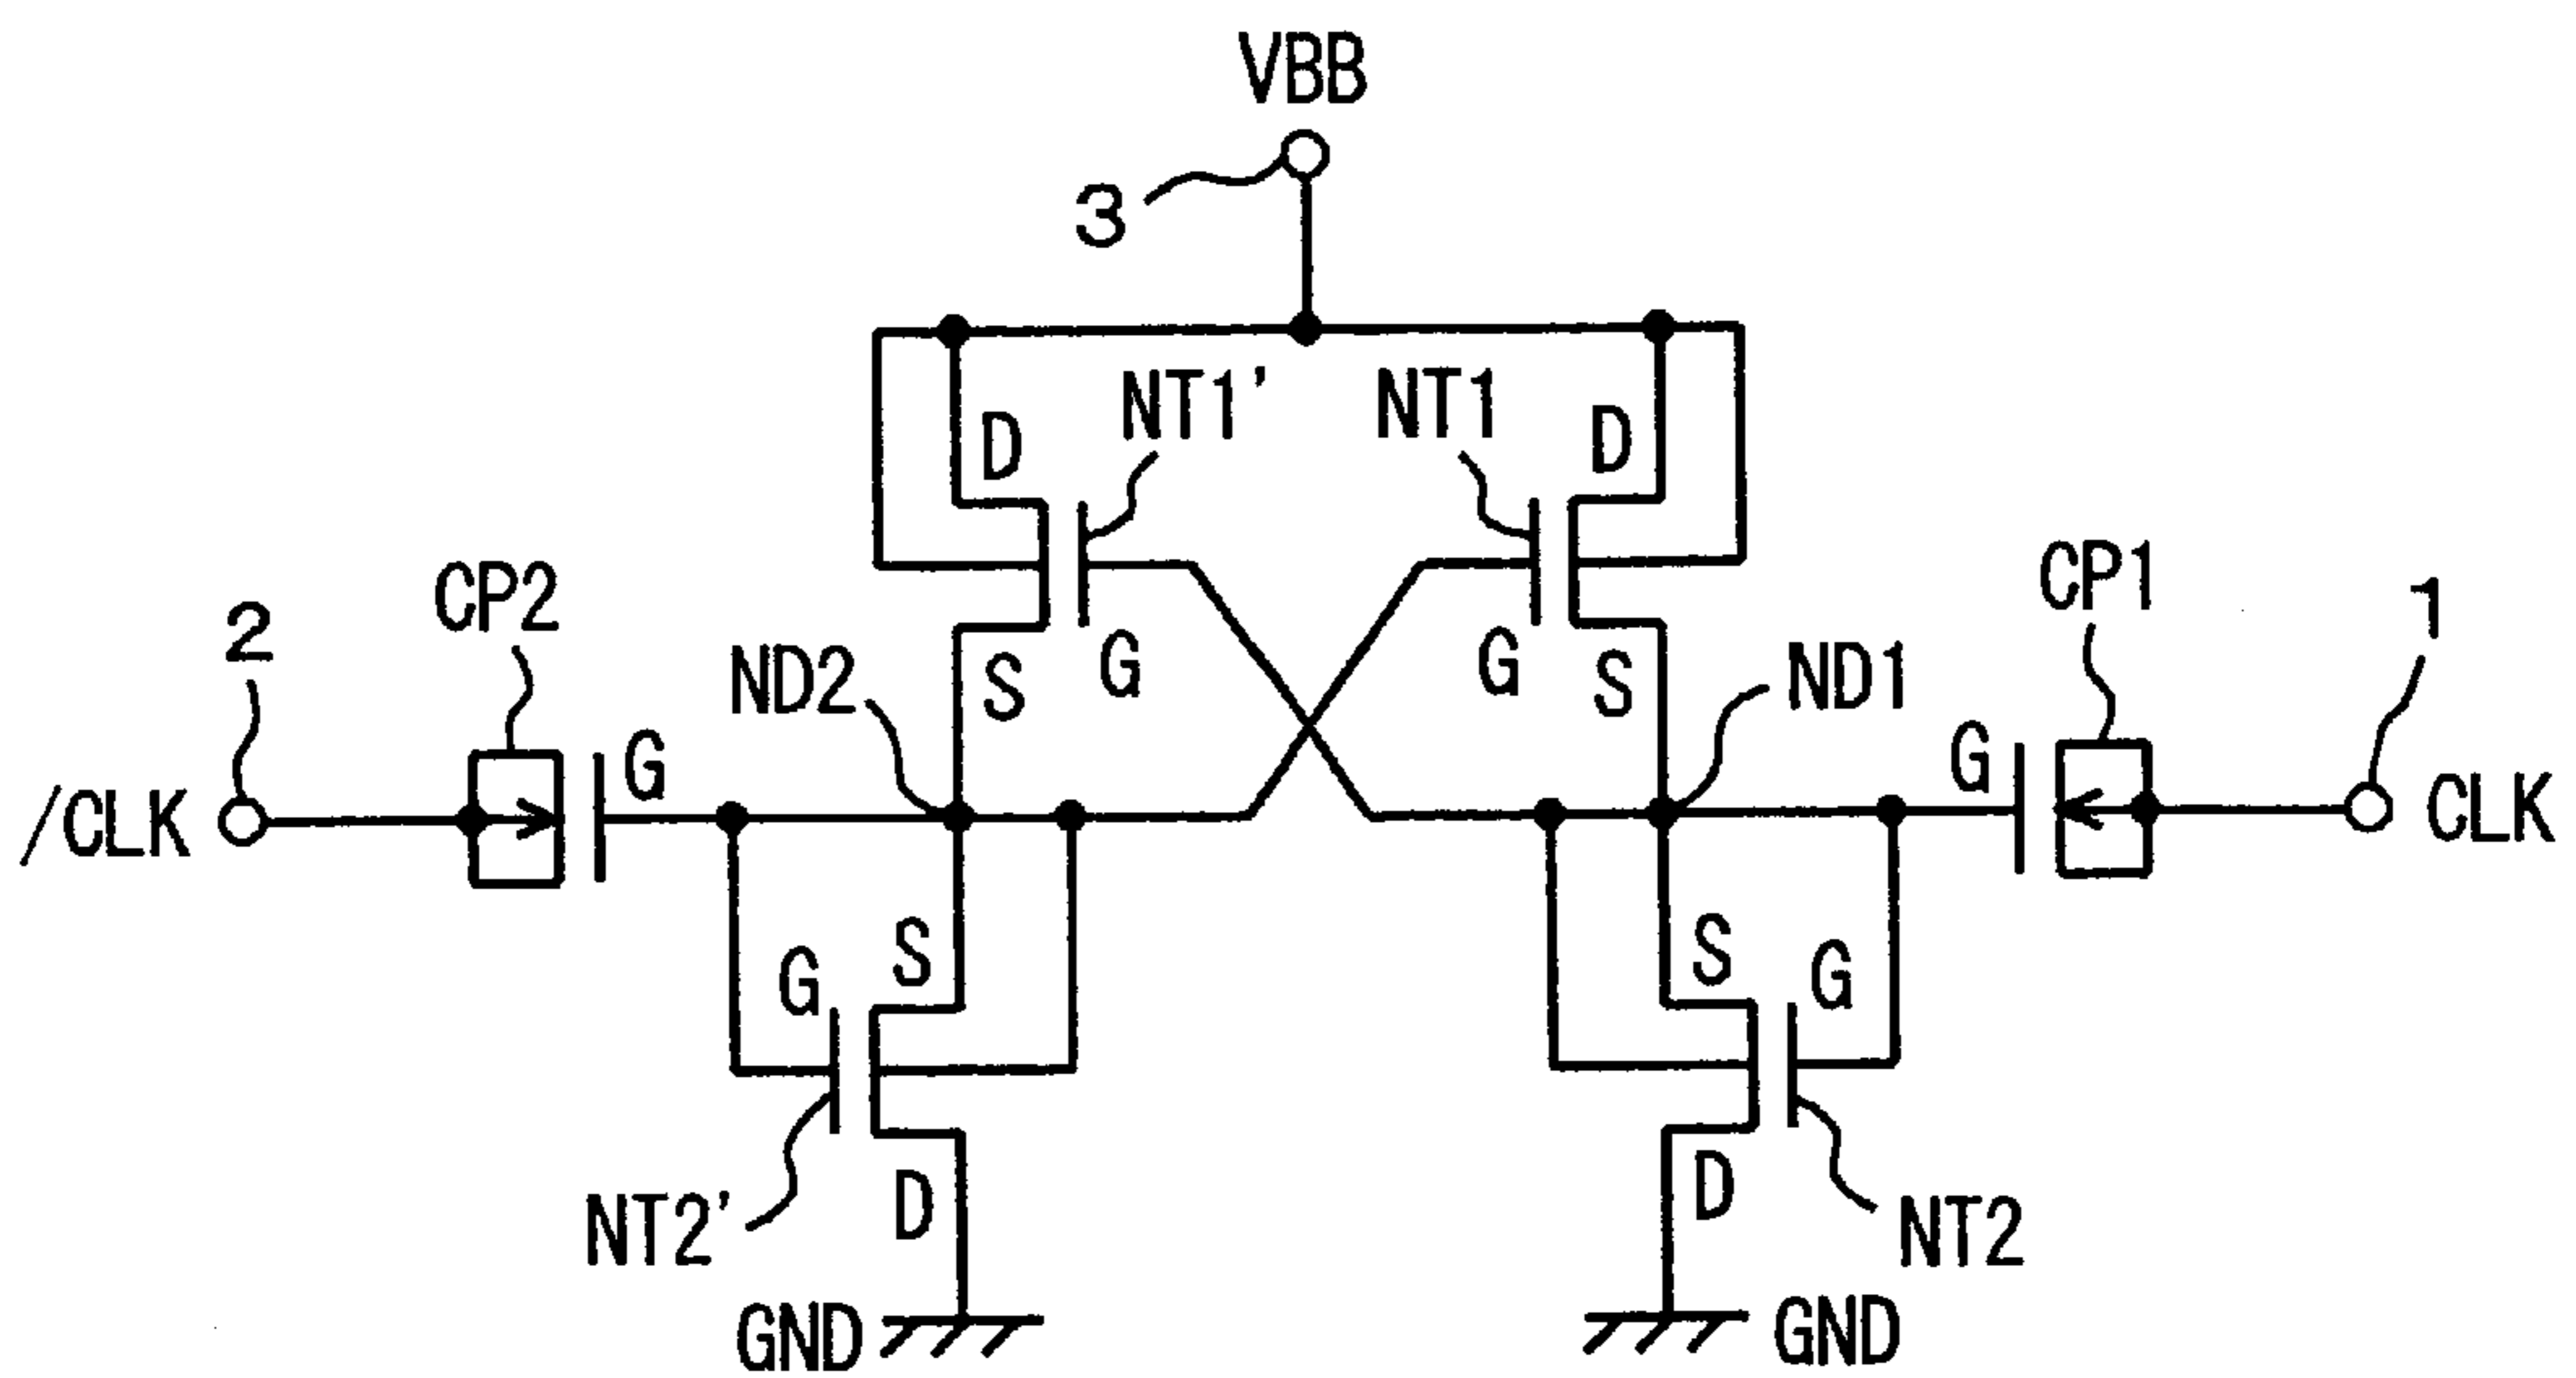 VBB
3
NT1' NT1
D D
CP2 CP1
2 1
ND2 S G G S ND1
G G
/CLK CLK
G S S G
NT2' D D NT2
GND GND